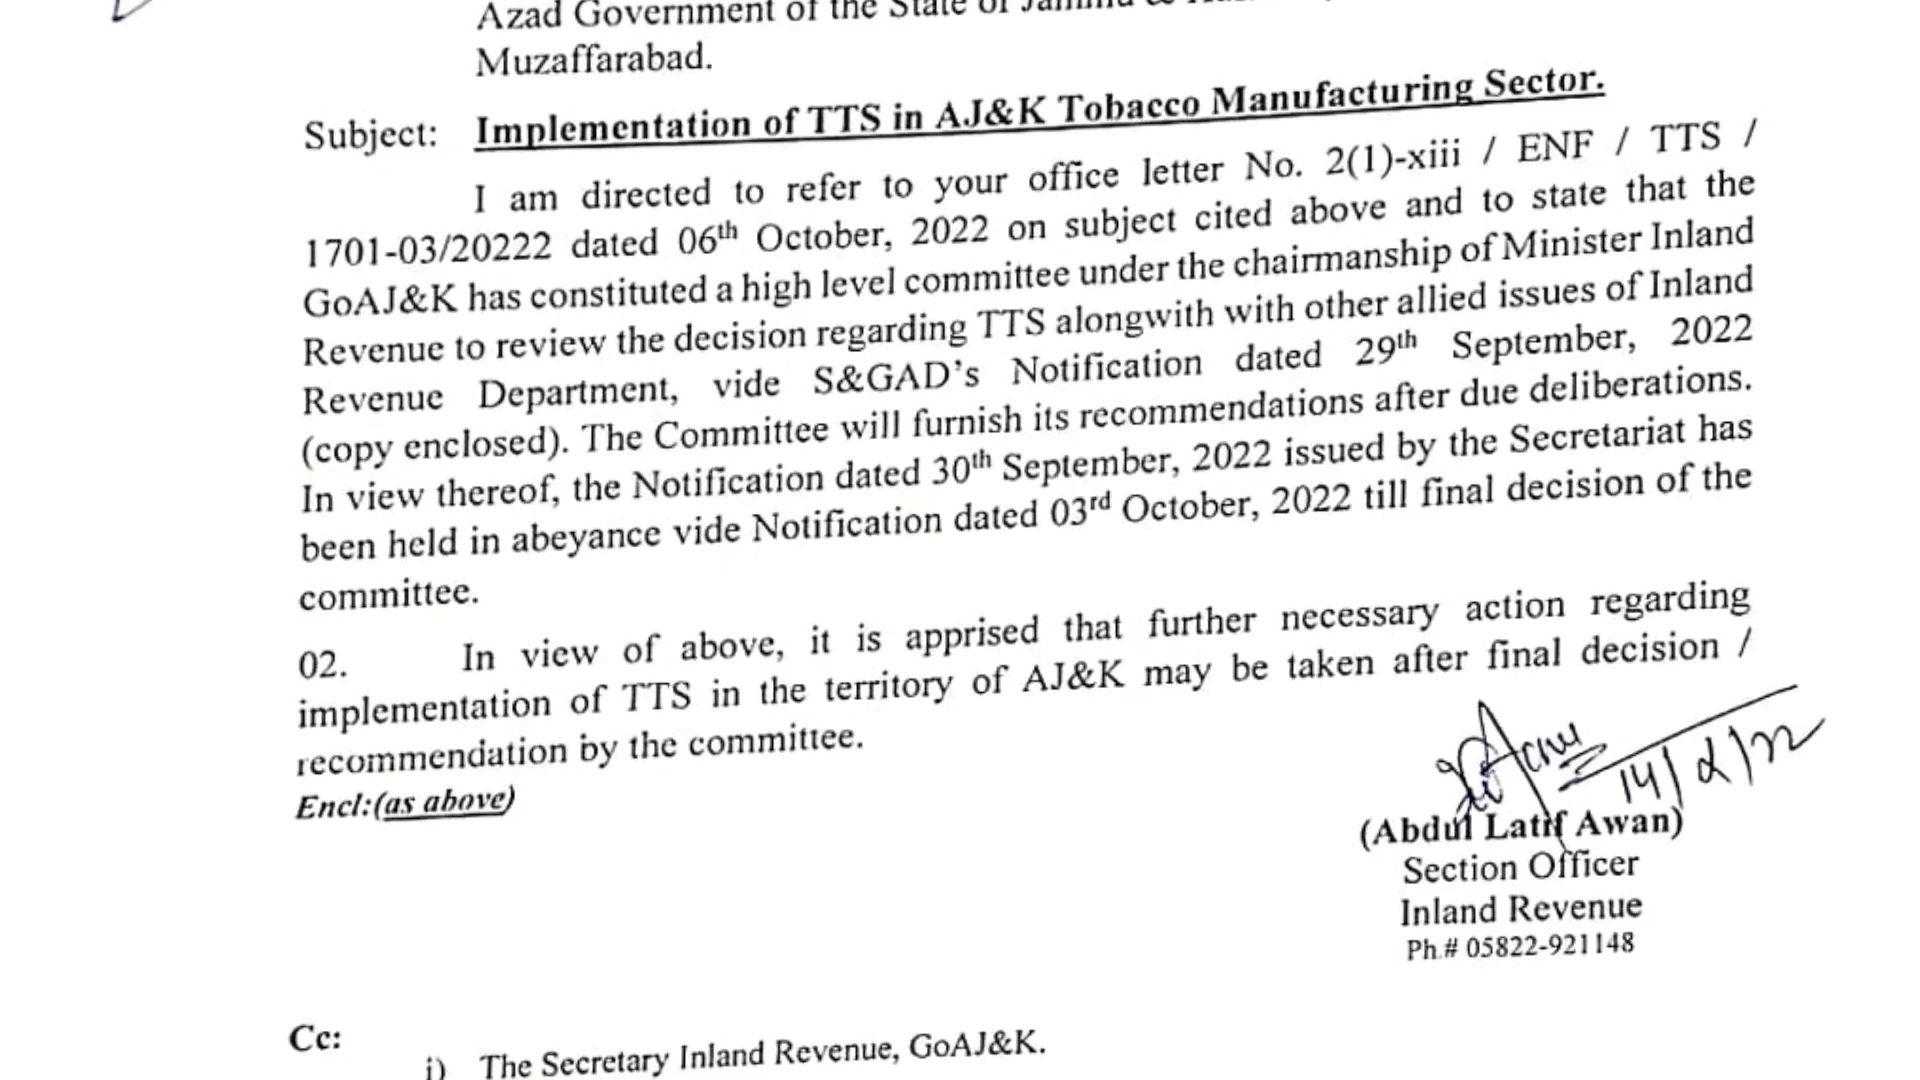 Azad Government of the State of Jammu &
Muzaffarabad.
Subject: Implementation of TTS in AJ&K Tobacco Manufacturing Sector.
I am directed to refer to your office letter No. 2(1)-xiii / ENF / TTS /
1701-03/20222 dated 06th October, 2022 on subject cited above and to state that the
GoAJ&K has constituted a high level committee under the chairmanship of Minister Inland
Revenue to review the decision regarding TTS alongwith with other allied issues of Inland
Revenue Department, vide S&GAD's Notification dated 29th September, 2022
(copy enclosed). The Committee will furnish its recommendations after due deliberations.
In view thereof, the Notification dated 30th September, 2022 issued by the Secretariat has
been held in abeyance vide Notification dated 03rd October, 2022 till final decision of the
committee.
02. In view of above, it is apprised that further necessary action regarding
implementation of TTS in the territory of AJ&K may be taken after final decision /
recommendation by the committee.
Encl:(as above)
(Abdul Latif Awan)
Section Officer
Inland Revenue
Ph.# 05822-921148
Cc:
i) The Secretary Inland Revenue, GoAJ&K.